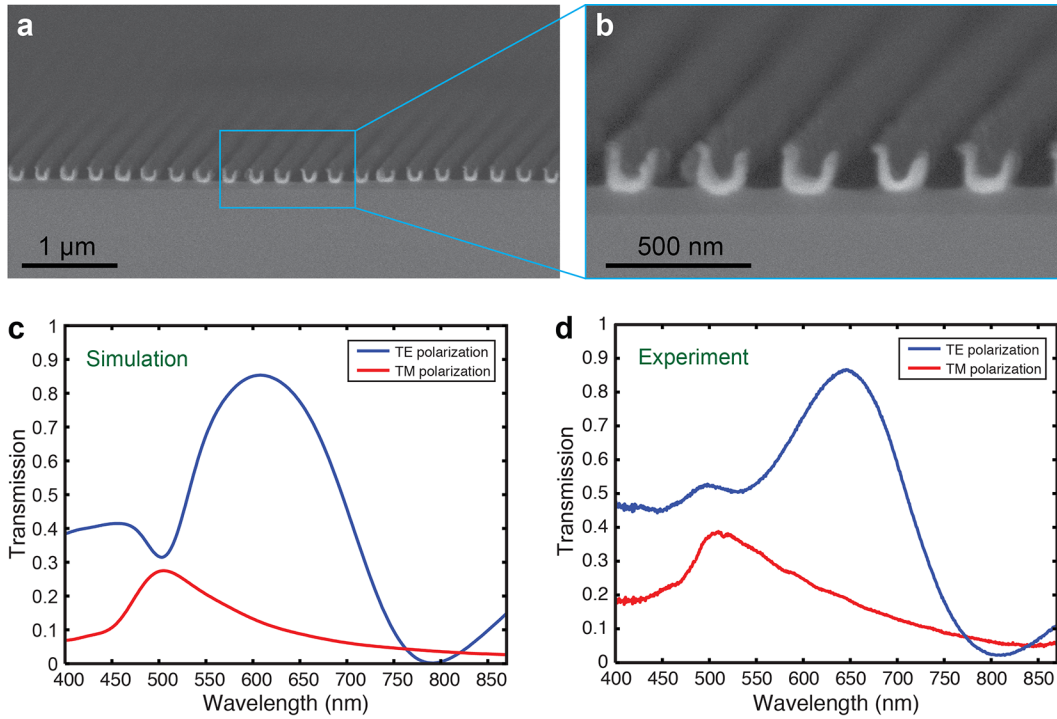 a
1 μm
b
500 nm
c
Simulation
TE polarization
TM polarization
Transmission
1
0.9
0.8
0.7
0.6
0.5
0.4
0.3
0.2
0.1
0
400 450 500 550 600 650 700 750 800 850
Wavelength (nm)
d
Experiment
TE polarization
TM polarization
Transmission
1
0.9
0.8
0.7
0.6
0.5
0.4
0.3
0.2
0.1
0
400 450 500 550 600 650 700 750 800 850
Wavelength (nm)